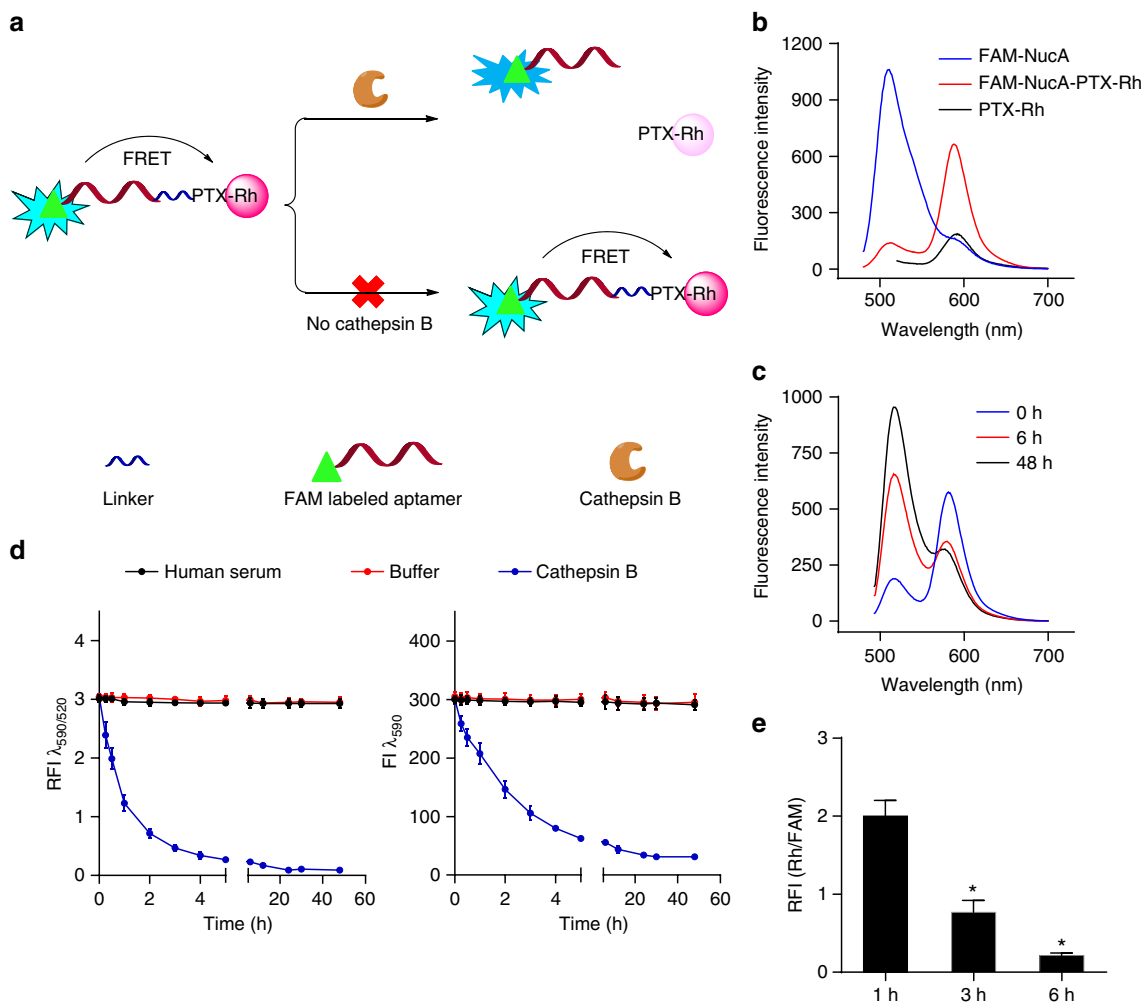 a
FRET
PTX-Rh
PTX-Rh
No cathepsin B
FRET
PTX-Rh
Linker
FAM labeled aptamer
Cathepsin B
b
1200
900
600
300
0
Fluorescence intensity
FAM-NucA
FAM-NucA-PTX-Rh
PTX-Rh
500 600 700
Wavelength (nm)
c
1000
750
500
250
0
Fluorescence intensity
0 h
6 h
48 h
500 600 700
Wavelength (nm)
d
Human serum Buffer Cathepsin B
4
3
2
1
0
RFI λ590/520
0 2 4 20 40 60
Time (h)
400
300
200
100
0
FI λ590
0 2 4 20 40 60
Time (h)
e
3
2
1
0
RFI (Rh/FAM)
* *
1 h 3 h 6 h